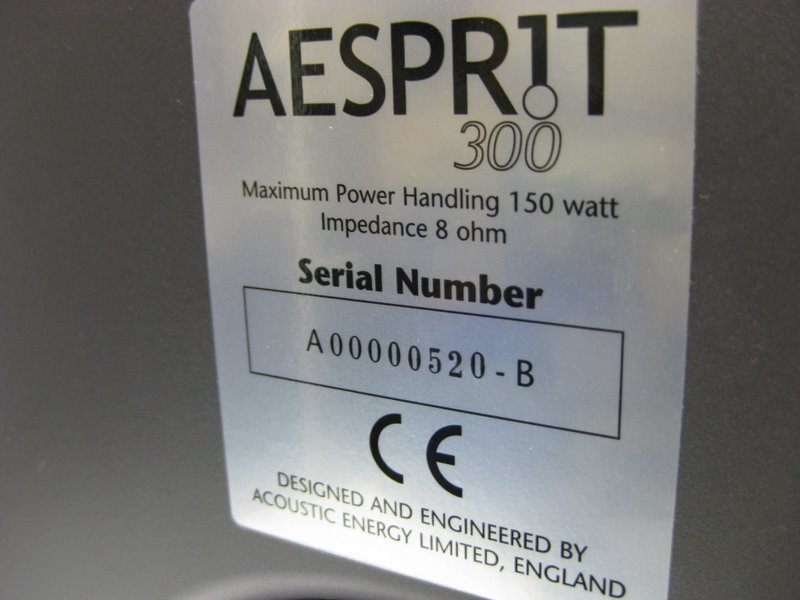 AESPRIT
300
Maximum Power Handling 150 watt
Impedance 8 ohm
Serial Number
A00000520-B
CE
DESIGNED AND ENGINEERED BY
ACOUSTIC ENERGY LIMITED, ENGLAND